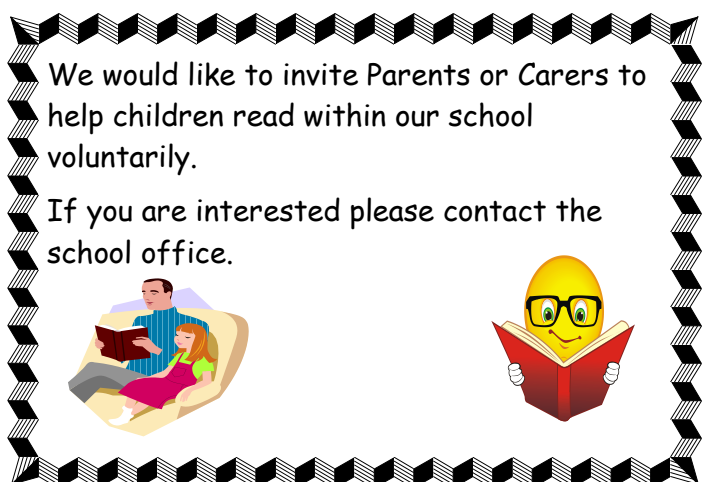 We would like to invite Parents or Carers to
help children read within our school
voluntarily.
If you are interested please contact the
school office.